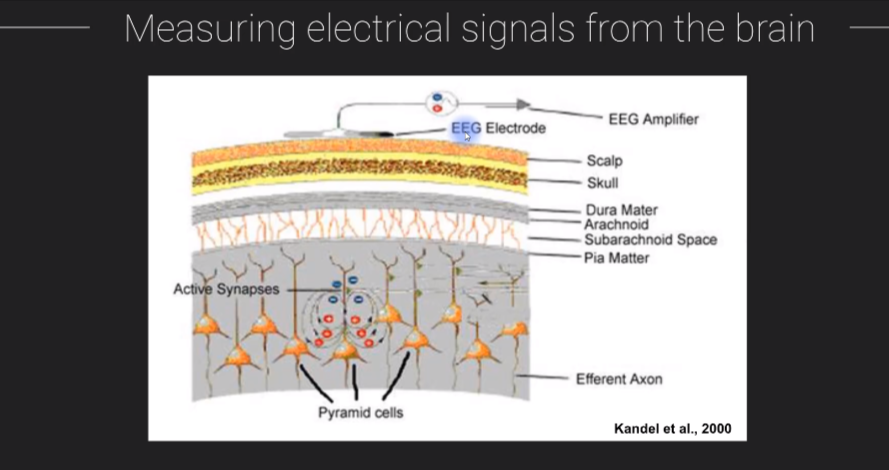 Measuring electrical signals from the brain
EEG Amplifier
EEG Electrode
Scalp
Skull
Dura Mater
Arachnoid
Subarachnoid Space
Pia Matter
Active Synapses
Efferent Axon
Pyramid cells
Kandel et al., 2000